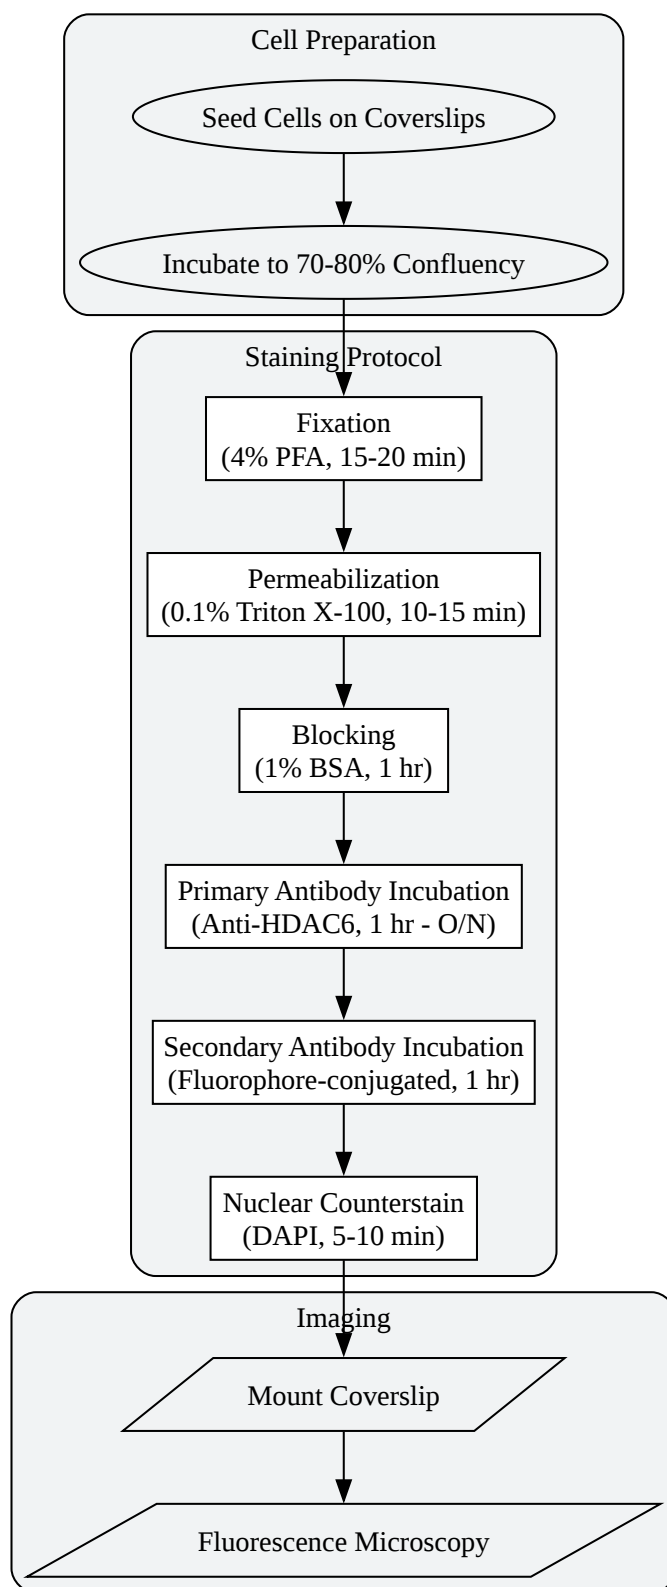 Cell Preparation
Seed Cells on Coverslips
Incubate to 70-80% Confluency
Staining Protocol
Fixation
(4% PFA, 15-20 min)
Permeabilization
(0.1% Triton X-100, 10-15 min)
Blocking
(1% BSA, 1 hr)
Primary Antibody Incubation
(Anti-HDAC6, 1 hr - O/N)
Secondary Antibody Incubation
(Fluorophore-conjugated, 1 hr)
Nuclear Counterstain
(DAPI, 5-10 min)
Imaging
Mount Coverslip
Fluorescence Microscopy